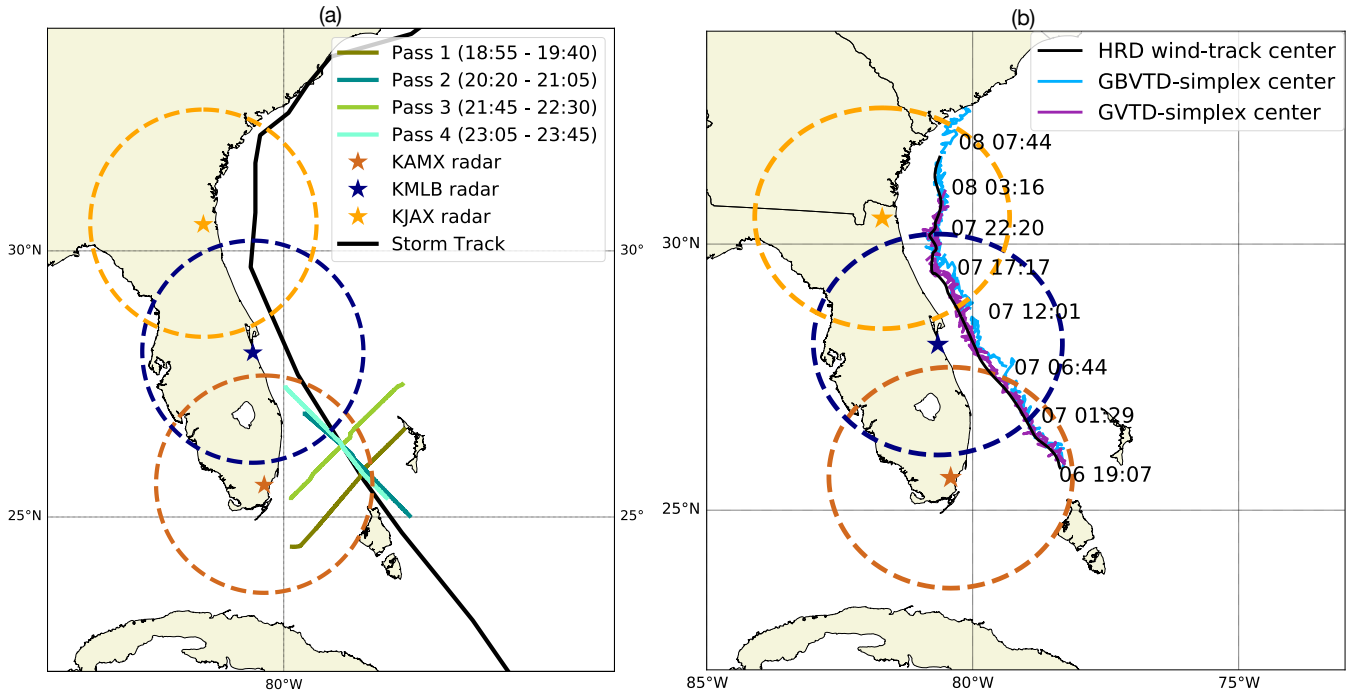 (a)
Pass 1 (18:55 - 19:40)
Pass 2 (20:20 - 21:05)
Pass 3 (21:45 - 22:30)
Pass 4 (23:05 - 23:45)
KAMX radar
KMLB radar
KJAX radar
Storm Track
30°N
30°
25°N
25°
80°W
(b)
HRD wind-track center
GBVTD-simplex center
GVTD-simplex center
08 07:44
08 03:16
07 22:20
07 17:17
07 12:01
07 06:44
07 01:29
06 19:07
30°N
25°N
85°W
80°W
75°W